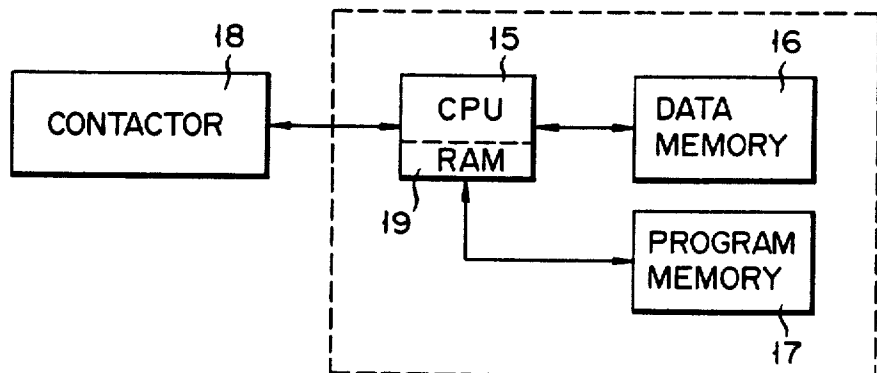 18
CONTACTOR
15
CPU
RAM
19
16
DATA
MEMORY
PROGRAM
MEMORY
17